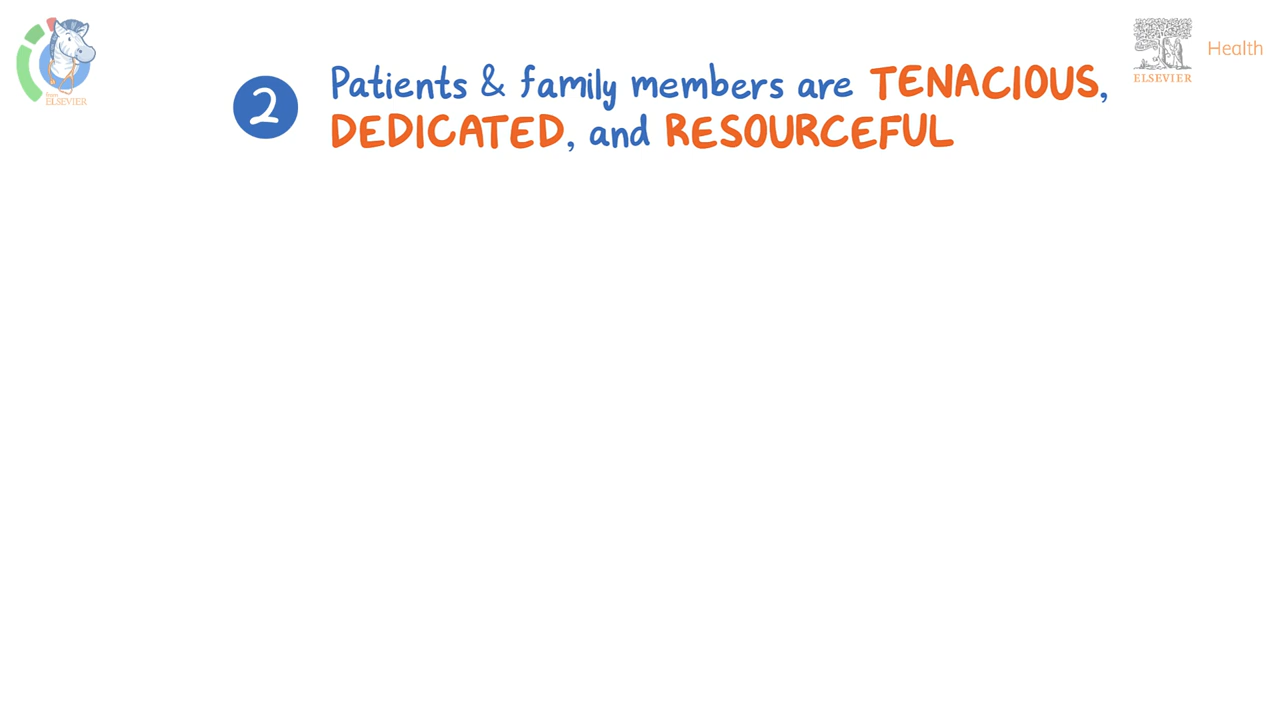 2
Patients & family members are TENACIOUS,
DEDICATED, and RESOURCEFUL
ELSEVIER
ELSEVIER
Health